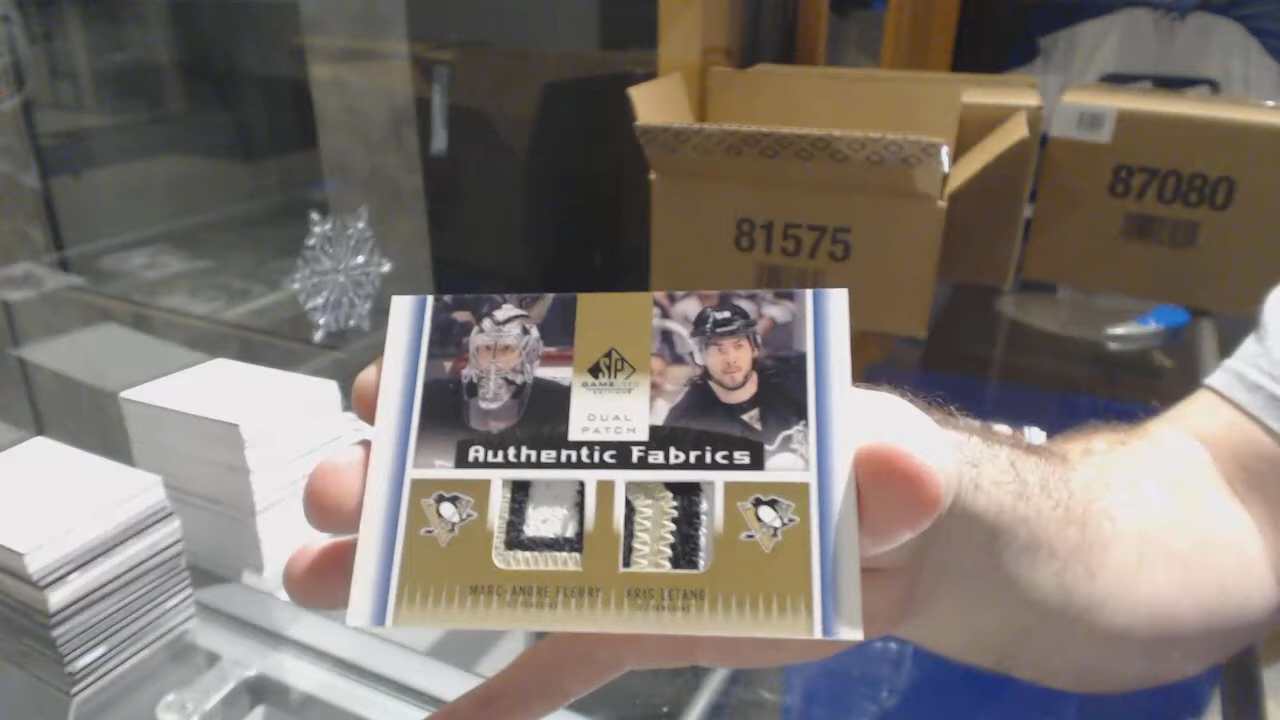 87080
81575
SP
GAME USED
EDITION
DUAL
PATCH
Authentic Fabrics
MARC-ANDRE FLEURY KRIS LETANG